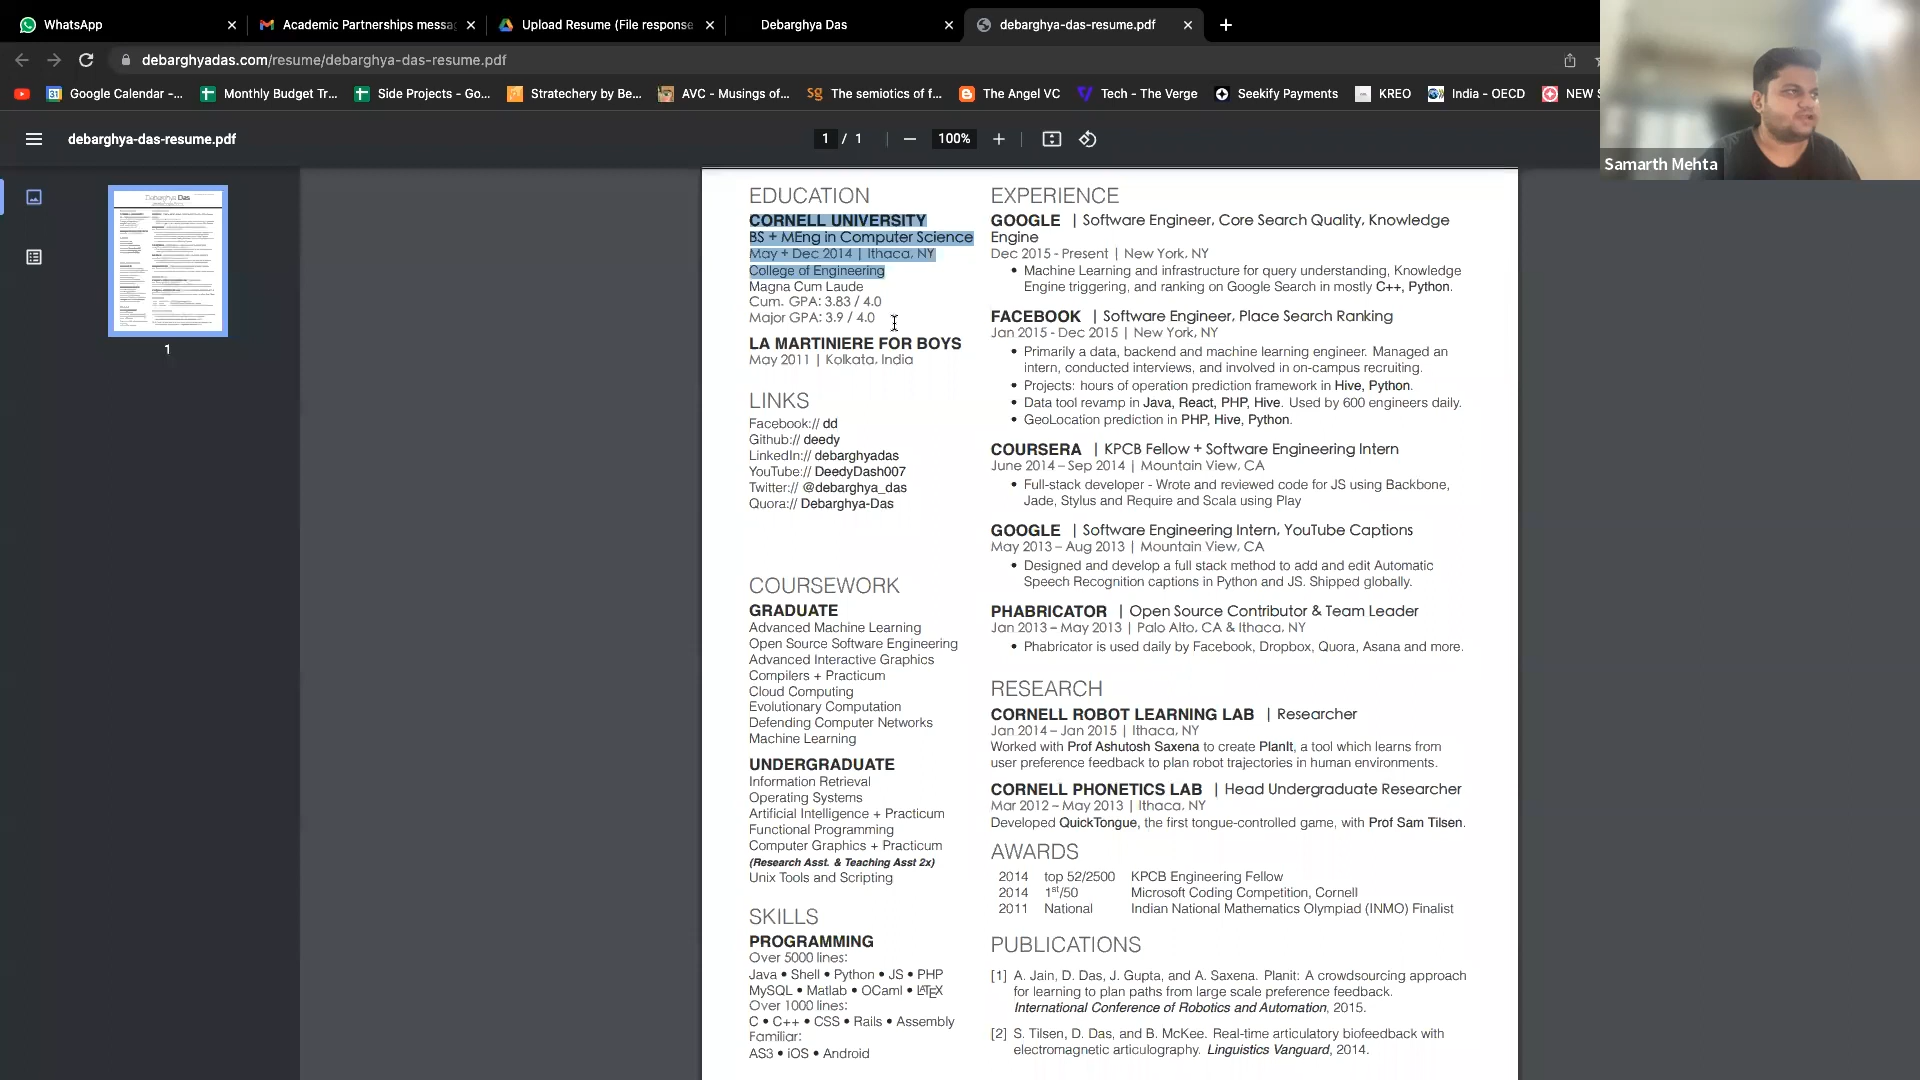 WhatsApp
Academic Partnerships messa
Upload Resume (File response
Debarghya Das
debarghya-das-resume.pdf
debarghyadas.com/resume/debarghya-das-resume.pdf
Google Calendar -...
Monthly Budget Tr...
Side Projects - Go...
Stratechery by Be...
AVC - Musings of...
The semiotics of f...
The Angel VC
Tech - The Verge
Seekify Payments
KREO
India - OECD
NEW S
debarghya-das-resume.pdf
1 / 1
100%
Samarth Mehta
1
EDUCATION
CORNELL UNIVERSITY
BS + MEng in Computer Science
May + Dec 2014 | Ithaca, NY
College of Engineering
Magna Cum Laude
Cum. GPA: 3.83 / 4.0
Major GPA: 3.9 / 4.0
LA MARTINIERE FOR BOYS
May 2011 | Kolkata, India
LINKS
Facebook:// dd
Github:// deedy
LinkedIn:// debarghyadas
YouTube:// DeedyDash007
Twitter:// @debarghya_das
Quora:// Debarghya-Das
COURSEWORK
GRADUATE
Advanced Machine Learning
Open Source Software Engineering
Advanced Interactive Graphics
Compilers + Practicum
Cloud Computing
Evolutionary Computation
Defending Computer Networks
Machine Learning
UNDERGRADUATE
Information Retrieval
Operating Systems
Artificial Intelligence + Practicum
Functional Programming
Computer Graphics + Practicum
(Research Asst. & Teaching Asst 2x)
Unix Tools and Scripting
SKILLS
PROGRAMMING
Over 5000 lines:
Java • Shell • Python • JS • PHP
MySQL • Matlab • OCaml • LATEX
Over 1000 lines:
C • C++ • CSS • Rails • Assembly
Familiar:
AS3 • iOS • Android
EXPERIENCE
GOOGLE | Software Engineer, Core Search Quality, Knowledge
Engine
Dec 2015 - Present | New York, NY
• Machine Learning and infrastructure for query understanding, Knowledge
Engine triggering, and ranking on Google Search in mostly C++, Python.
FACEBOOK | Software Engineer, Place Search Ranking
Jan 2015 - Dec 2015 | New York, NY
• Primarily a data, backend and machine learning engineer. Managed an
intern, conducted interviews, and involved in on-campus recruiting.
• Projects: hours of operation prediction framework in Hive, Python.
• Data tool revamp in Java, React, PHP, Hive. Used by 600 engineers daily.
• GeoLocation prediction in PHP, Hive, Python.
COURSERA | KPCB Fellow + Software Engineering Intern
June 2014 – Sep 2014 | Mountain View, CA
• Full-stack developer - Wrote and reviewed code for JS using Backbone,
Jade, Stylus and Require and Scala using Play
GOOGLE | Software Engineering Intern, YouTube Captions
May 2013 – Aug 2013 | Mountain View, CA
• Designed and develop a full stack method to add and edit Automatic
Speech Recognition captions in Python and JS. Shipped globally.
PHABRICATOR | Open Source Contributor & Team Leader
Jan 2013 – May 2013 | Palo Alto, CA & Ithaca, NY
• Phabricator is used daily by Facebook, Dropbox, Quora, Asana and more.
RESEARCH
CORNELL ROBOT LEARNING LAB | Researcher
Jan 2014 – Jan 2015 | Ithaca, NY
Worked with Prof Ashutosh Saxena to create PlanIt, a tool which learns from
user preference feedback to plan robot trajectories in human environments.
CORNELL PHONETICS LAB | Head Undergraduate Researcher
Mar 2012 – May 2013 | Ithaca, NY
Developed QuickTongue, the first tongue-controlled game, with Prof Sam Tilsen.
AWARDS
2014 top 52/2500 KPCB Engineering Fellow
2014 1st/50 Microsoft Coding Competition, Cornell
2011 National Indian National Mathematics Olympiad (INMO) Finalist
PUBLICATIONS
[1] A. Jain, D. Das, J. Gupta, and A. Saxena. Planit: A crowdsourcing approach
for learning to plan paths from large scale preference feedback.
International Conference of Robotics and Automation, 2015.
[2] S. Tilsen, D. Das, and B. McKee. Real-time articulatory biofeedback with
electromagnetic articulography. Linguistics Vanguard, 2014.